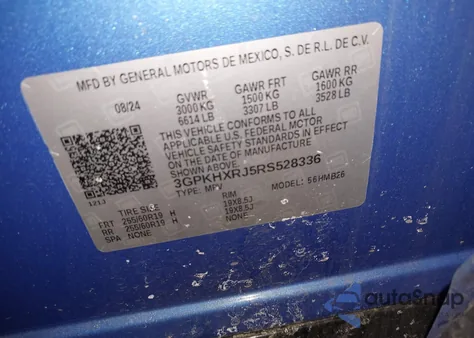 MFD BY GENERAL MOTORS DE MEXICO, S. DE R.L. DE C.V.
08/24 GVWR GAWR FRT GAWR RR
3000KG 1500 KG 1600 KG
6614 LB 3307 LB 3528 LB
THIS VEHICLE CONFORMS TO ALL
APPLICABLE U.S. FEDERAL MOTOR
VEHICLE SAFETY STANDARDS IN EFFECT
ON THE DATE OF MANUFACTURE
SHOWN ABOVE
3GPKHXRJ5RS528336
TYPE: MPV MODEL: 56HMB26
121J
TIRE SIZE RIM
FRT 255/60R19 H 19X8.5J
RR 255/60R19 H 19X8.5J
SPA NONE NONE
autoSnap